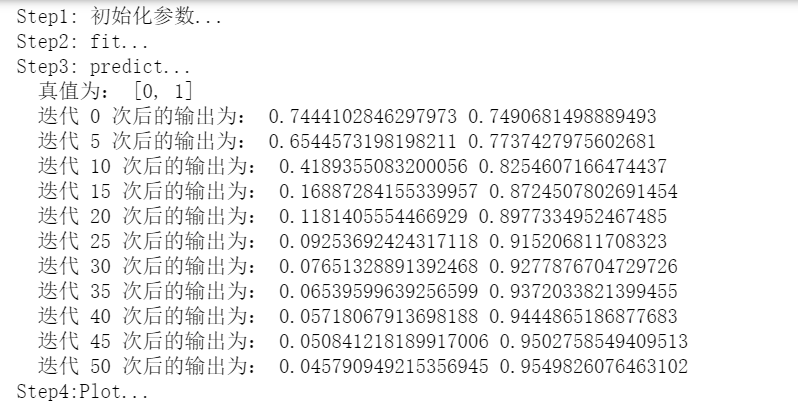 Step1: 初始化参数...
Step2: fit...
Step3: predict...
真值为： [0, 1]
迭代 0 次后的输出为： 0.7444102846297973 0.7490681498889493
迭代 5 次后的输出为： 0.6544573198198211 0.7737427975602681
迭代 10 次后的输出为： 0.4189355083200056 0.8254607166474437
迭代 15 次后的输出为： 0.16887284155339957 0.8724507802691454
迭代 20 次后的输出为： 0.1181405554466929 0.8977334952467485
迭代 25 次后的输出为： 0.09253692424317118 0.915206811708323
迭代 30 次后的输出为： 0.07651328891392468 0.9277876704729726
迭代 35 次后的输出为： 0.06539599639256599 0.9372033821399455
迭代 40 次后的输出为： 0.05718067913698188 0.9444865186877683
迭代 45 次后的输出为： 0.050841218189917006 0.9502758549409513
迭代 50 次后的输出为： 0.045790949215356945 0.9549826076463102
Step4:Plot...